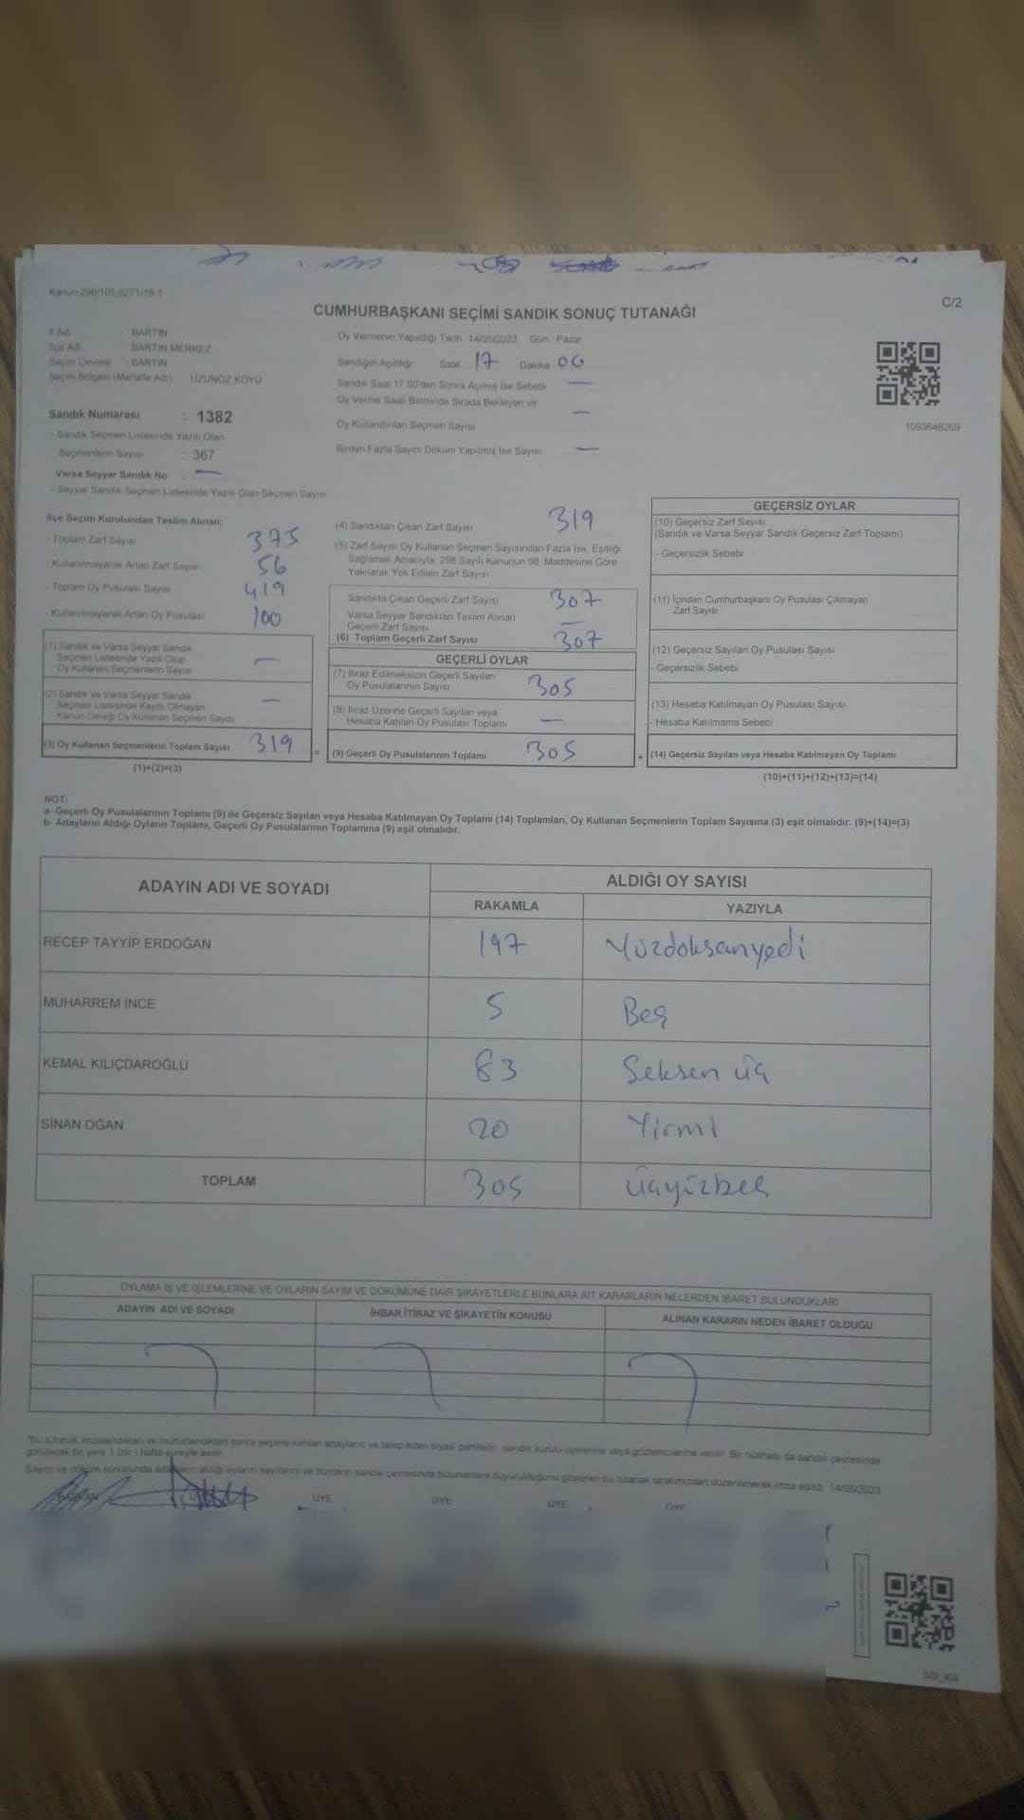 Kanun 298/105,6271/18-1
C/2
CUMHURBAŞKANI SEÇİMİ SANDIK SONUÇ TUTANAĞI
İl Adı BARTIN
İlçe Adı BARTIN MERKEZ
Seçim Çevresi BARTIN
Seçim Bölgesi (Mahalle Adı) UZUNÖZ KÖYÜ
Sandık Numarası : 1382
- Sandık Seçmen Listesinde Yazılı Olan
Seçmenlerin Sayısı : 367
Varsa Seyyar Sandık No : —
- Seyyar Sandık Seçmen Listesinde Yazılı Olan Seçmen Sayısı
Oy Vermenin Yapıldığı Tarih 14/05/2023 Gün Pazar
Sandığın Açıldığı Saat 17 Dakika 06
Sandık Saat 17:00'den Sonra Açılmış İse Sebebi —
Oy Verme Saati Bitiminde Sırada Bekleyen ve —
Oy Kullandırılan Seçmen Sayısı
Birden Fazla Sayım Döküm Yapılmış İse Sayısı —
İlçe Seçim Kurulundan Teslim Alınan:
- Toplam Zarf Sayısı 375
- Kullanılmayarak Artan Zarf Sayısı 56
- Toplam Oy Pusulası Sayısı 419
- Kullanılmayarak Artan Oy Pusulası 100
(1) Sandık ve Varsa Seyyar Sandık
Seçmen Listesinde Yazılı Olup
Oy Kullanan Seçmenlerin Sayısı —
(2) Sandık ve Varsa Seyyar Sandık
Seçmen Listesinde Kayıtlı Olmayan
Kanun Gereği Oy Kullanan Seçmen Sayısı —
(3) Oy Kullanan Seçmenlerin Toplam Sayısı 319
(1)+(2)=(3)
(4) Sandıktan Çıkan Zarf Sayısı 319
(5) Zarf Sayısı Oy Kullanan Seçmen Sayısından Fazla İse, Eşitliği
Sağlamak Amacıyla, 298 Sayılı Kanunun 98. Maddesine Göre
Yakılarak Yok Edilen Zarf Sayısı
Sandıkta Çıkan Geçerli Zarf Sayısı 307
Varsa Seyyar Sandıktan Teslim Alınan
Geçerli Zarf Sayısı —
(6) Toplam Geçerli Zarf Sayısı 307
GEÇERLİ OYLAR
(7) İtiraz Edilmeksizin Geçerli Sayılan
Oy Pusulalarının Sayısı 305
(8) İtiraz Üzerine Geçerli Sayılan veya
Hesaba Katılan Oy Pusulası Toplamı —
(9) Geçerli Oy Pusulalarının Toplamı 305
GEÇERSİZ OYLAR
(10) Geçersiz Zarf Sayısı
(Sandık ve Varsa Seyyar Sandık Geçersiz Zarf Toplamı)
- Geçersizlik Sebebi
(11) İçinden Cumhurbaşkanı Oy Pusulası Çıkmayan
Zarf Sayısı
(12) Geçersiz Sayılan Oy Pusulası Sayısı
- Geçersizlik Sebebi
(13) Hesaba Katılmayan Oy Pusulası Sayısı
- Hesaba Katılmama Sebebi
(14) Geçersiz Sayılan veya Hesaba Katılmayan Oy Toplamı
(10)+(11)+(12)+(13)=(14)
NOT:
a- Geçerli Oy Pusulalarının Toplamı (9) ile Geçersiz Sayılan veya Hesaba Katılmayan Oy Toplamı (14) Toplamları, Oy Kullanan Seçmenlerin Toplam Sayısına (3) eşit olmalıdır. (9)+(14)=(3)
b- Adayların Aldığı Oyların Toplamı, Geçerli Oy Pusulalarının Toplamına (9) eşit olmalıdır.
ADAYIN ADI VE SOYADI
ALDIĞI OY SAYISI
RAKAMLA YAZIYLA
RECEP TAYYİP ERDOĞAN 197 Yüzdoksanyedi
MUHARREM İNCE 5 Beş
KEMAL KILIÇDAROĞLU 83 Seksen üç
SİNAN OĞAN 20 Yirmi
TOPLAM 305 üçyüzbeş
OYLAMA İŞ VE İŞLEMLERİNE VE OYLARIN SAYIM VE DÖKÜMÜNE DAİR ŞİKAYETLERLE BUNLARA AİT KARARLARIN NELERDEN İBARET BULUNDUKLARI
ADAYIN ADI VE SOYADI İHBAR İTİRAZ VE ŞİKAYETİN KONUSU ALINAN KARARIN NEDEN İBARET OLDUĞU
BAŞKAN ÜYE ÜYE ÜYE ÜYE